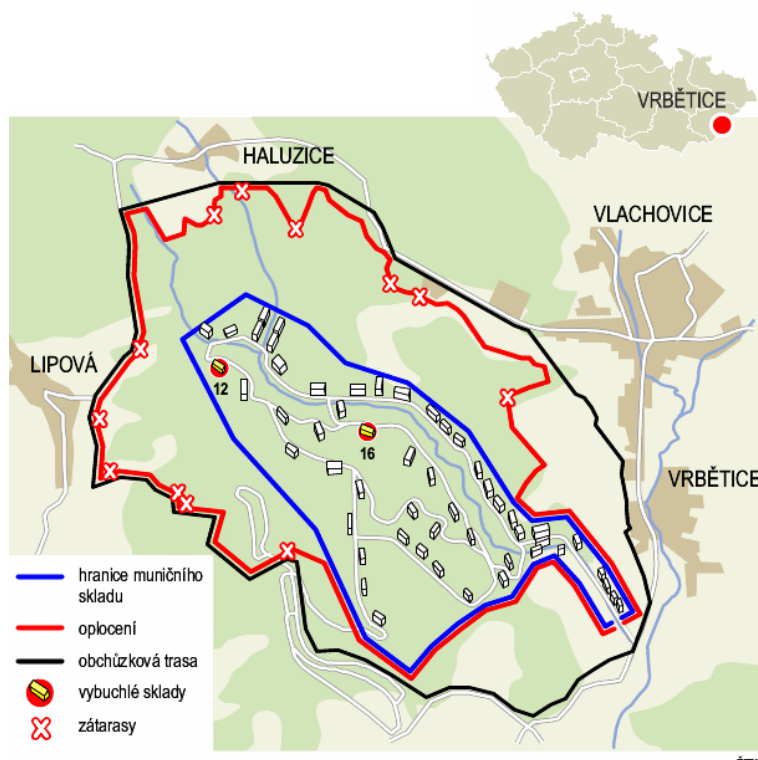 VRBĚTICE
HALUZICE
VLACHOVICE
LIPOVÁ
12
16
VRBĚTICE
hranice muničního
skladu
oplocení
obchůzková trasa
vybuchlé sklady
zátarasy